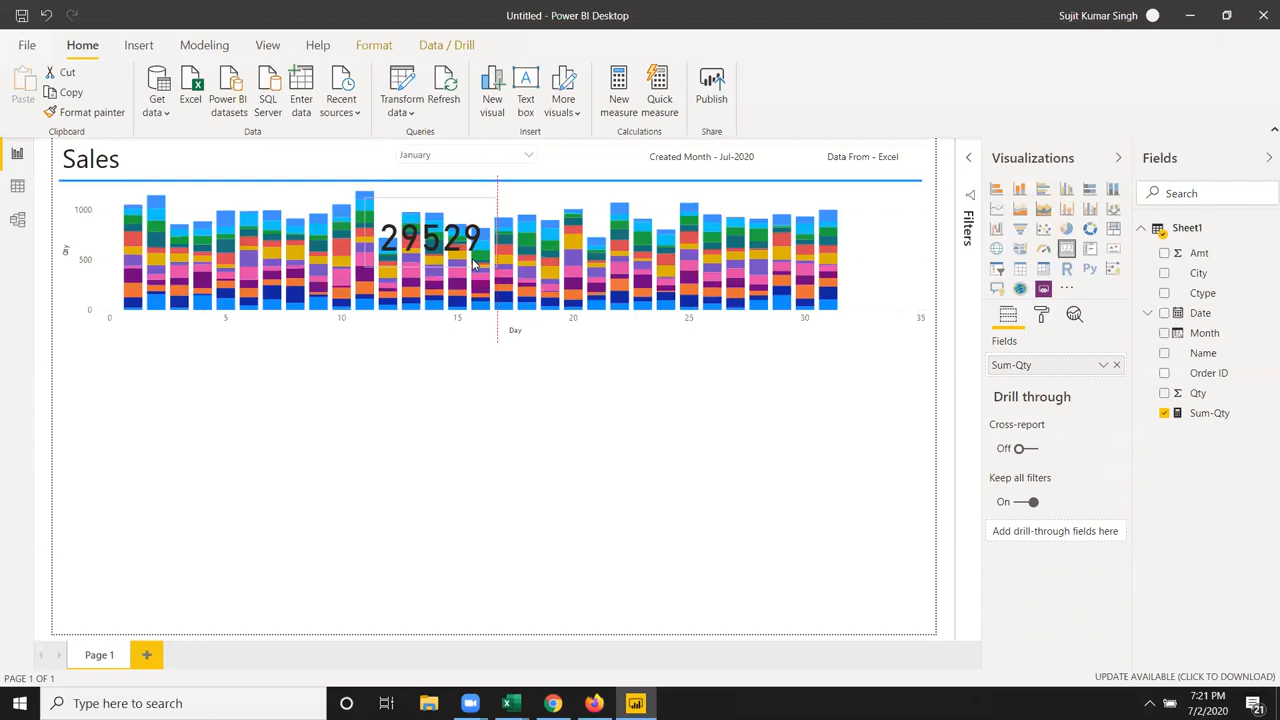 Untitled - Power BI Desktop
Sujit Kumar Singh
File
Home
Insert
Modeling
View
Help
Format
Data / Drill
Paste
Cut
Copy
Format painter
Clipboard
Get data
Excel
Power BI datasets
SQL Server
Enter data
Recent sources
Data
Transform data
Refresh
Queries
New visual
Text box
More visuals
Insert
New measure
Quick measure
Calculations
Publish
Share
Sales
January
Created Month - Jul-2020
Data From - Excel
29529
1000
500
0
Qty
0
5
10
15
20
25
30
35
Day
Filters
Visualizations
R
Py
Fields
Sum-Qty
Drill through
Cross-report
Off
Keep all filters
On
Add drill-through fields here
Fields
Search
Sheet1
Amt
City
Ctype
Date
Month
Name
Order ID
Qty
Sum-Qty
Page 1
PAGE 1 OF 1
UPDATE AVAILABLE (CLICK TO DOWNLOAD)
Type here to search
7:21 PM
7/2/2020
21